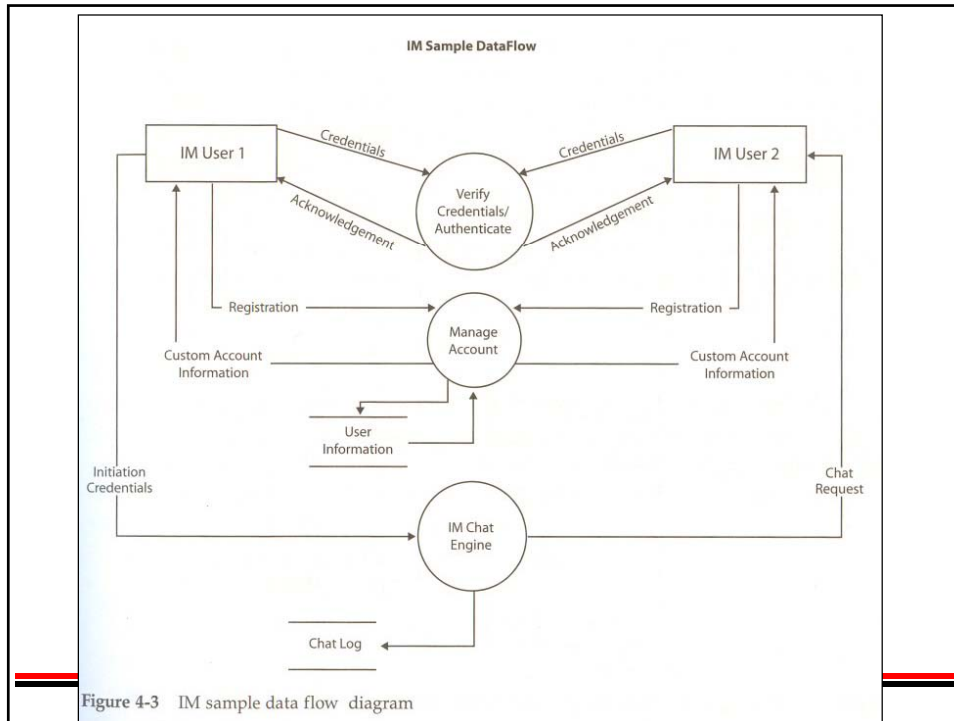 IM Sample DataFlow
IM User 1
Credentials
Credentials
IM User 2
Verify
Credentials/
Authenticate
Acknowledgement
Acknowledgement
Registration
Registration
Manage
Account
Custom Account
Information
Custom Account
Information
User
Information
Initiation
Credentials
Chat
Request
IM Chat
Engine
Chat Log
Figure 4-3 IM sample data flow diagram